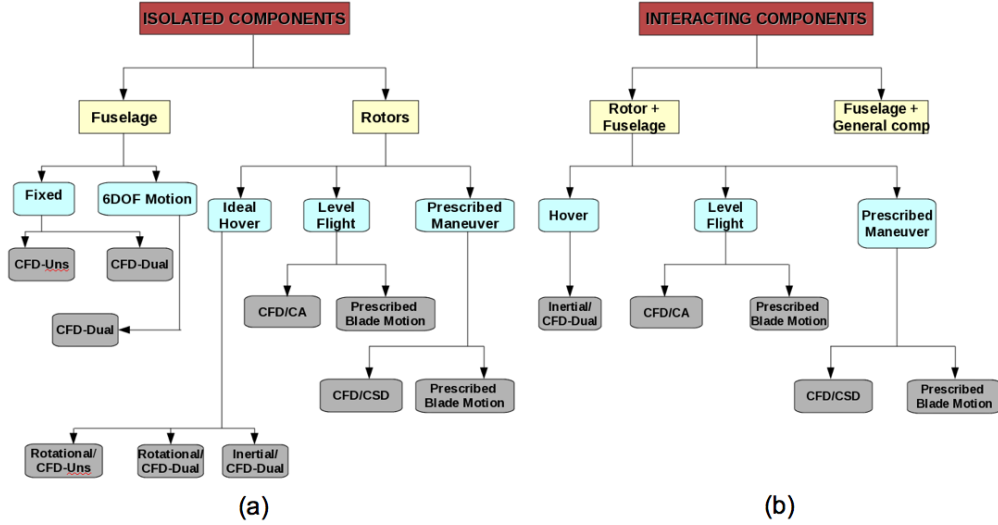 ISOLATED COMPONENTS
Fuselage
Rotors
Fixed
6DOF Motion
Ideal
Hover
Level
Flight
Prescribed
Maneuver
CFD-Uns
CFD-Dual
CFD-Dual
CFD/CA
Prescribed
Blade Motion
CFD/CSD
Prescribed
Blade Motion
Rotational/
CFD-Uns
Rotational/
CFD-Dual
Inertial/
CFD-Dual
(a)
INTERACTING COMPONENTS
Rotor +
Fuselage
Fuselage +
General comp
Hover
Level
Flight
Prescribed
Maneuver
Inertial/
CFD-Dual
CFD/CA
Prescribed
Blade Motion
CFD/CSD
Prescribed
Blade Motion
(b)